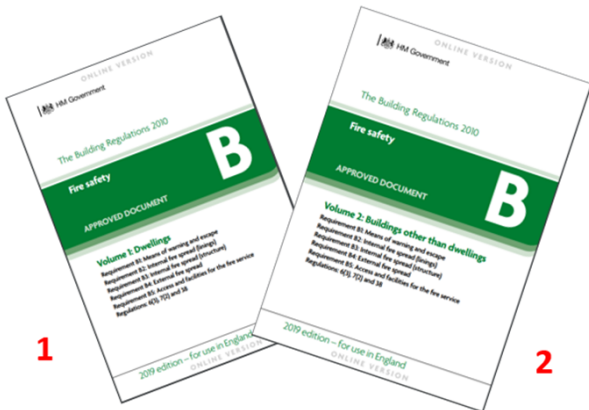 ONLINE VERSION
HM Government
The Building Regulations 2010
Fire safety
B
APPROVED DOCUMENT
Volume 1: Dwellings
Requirement B1: Means of warning and escape
Requirement B2: Internal fire spread (linings)
Requirement B3: Internal fire spread (structure)
Requirement B4: External fire spread
Requirement B5: Access and facilities for the fire service
Regulations: 6(3), 7(2) and 38
2019 edition – for use in England
ONLINE VERSION
1
ONLINE VERSION
HM Government
The Building Regulations 2010
Fire safety
B
APPROVED DOCUMENT
Volume 2: Buildings other than dwellings
Requirement B1: Means of warning and escape
Requirement B2: Internal fire spread (linings)
Requirement B3: Internal fire spread (structure)
Requirement B4: External fire spread
Requirement B5: Access and facilities for the fire service
Regulations: 6(3), 7(2) and 38
2019 edition – for use in England
ONLINE VERSION
2